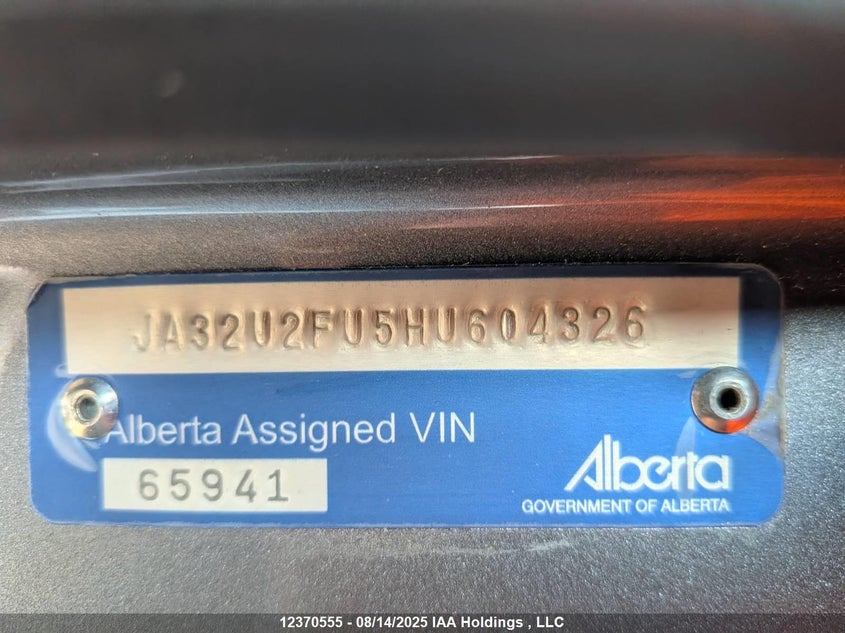 JA32U2FU5HU604326
Alberta Assigned VIN
65941
Alberta
GOVERNMENT OF ALBERTA
12370555 - 08/14/2025 IAA Holdings , LLC